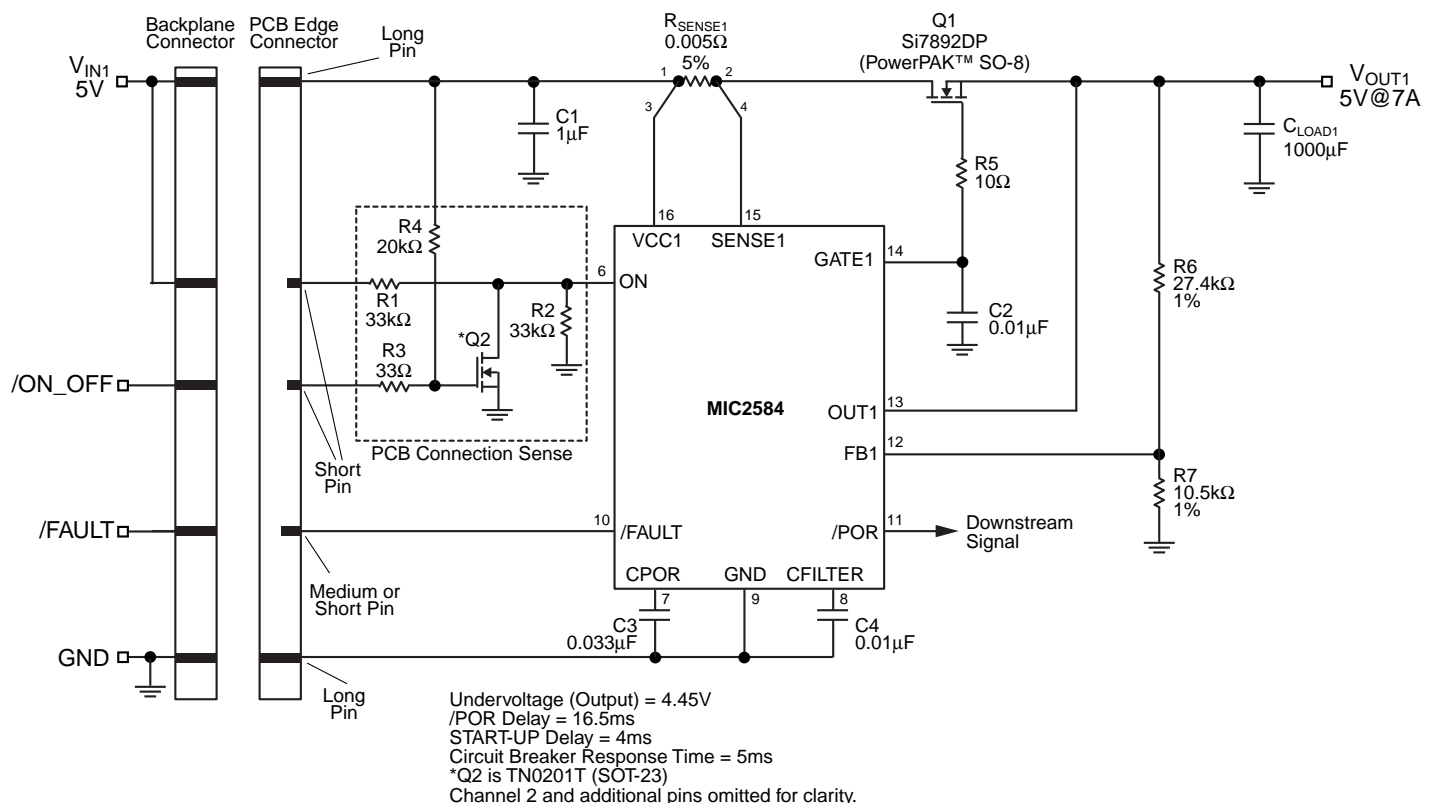 Backplane
Connector
PCB Edge
Connector
Long
Pin
RSENSE1
0.005Ω
5%
Q1
Si7892DP
(PowerPAK™ SO-8)
VIN1
5V
1
2
3
4
C1
1µF
VOUT1
5V@7A
CLOAD1
1000µF
R5
10Ω
16
15
VCC1
SENSE1
R4
20kΩ
GATE1
14
6
ON
R1
33kΩ
R2
33kΩ
C2
0.01µF
R6
27.4kΩ
1%
*Q2
R3
33Ω
/ON_OFF
MIC2584
OUT1
13
PCB Connection Sense
FB1
12
Short
Pin
R7
10.5kΩ
1%
/FAULT
10
/FAULT
/POR
11
Downstream
Signal
CPOR
GND
CFILTER
Medium or
Short Pin
7
9
8
C3
0.033µF
C4
0.01µF
GND
Long
Pin
Undervoltage (Output) = 4.45V
/POR Delay = 16.5ms
START-UP Delay = 4ms
Circuit Breaker Response Time = 5ms
*Q2 is TN0201T (SOT-23)
Channel 2 and additional pins omitted for clarity.